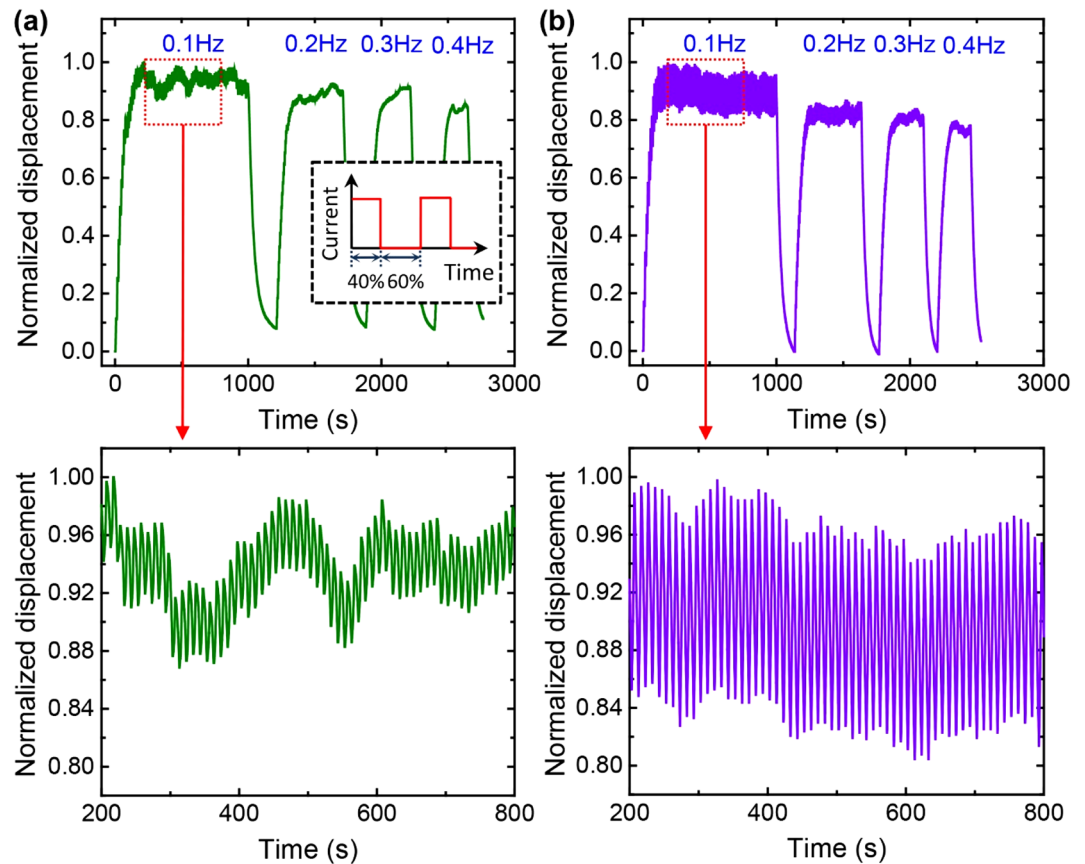 (a)
0.1Hz 0.2Hz 0.3Hz 0.4Hz
Normalized displacement
1.0
0.8
0.6
0.4
0.2
0.0
0 1000 2000 3000
Time (s)
Current
Time
40% 60%
(b)
0.1Hz 0.2Hz 0.3Hz 0.4Hz
Normalized displacement
1.0
0.8
0.6
0.4
0.2
0.0
0 1000 2000 3000
Time (s)
Normalized displacement
1.00
0.96
0.92
0.88
0.84
0.80
200 400 600 800
Time (s)
Normalized displacement
1.00
0.96
0.92
0.88
0.84
0.80
200 400 600 800
Time (s)